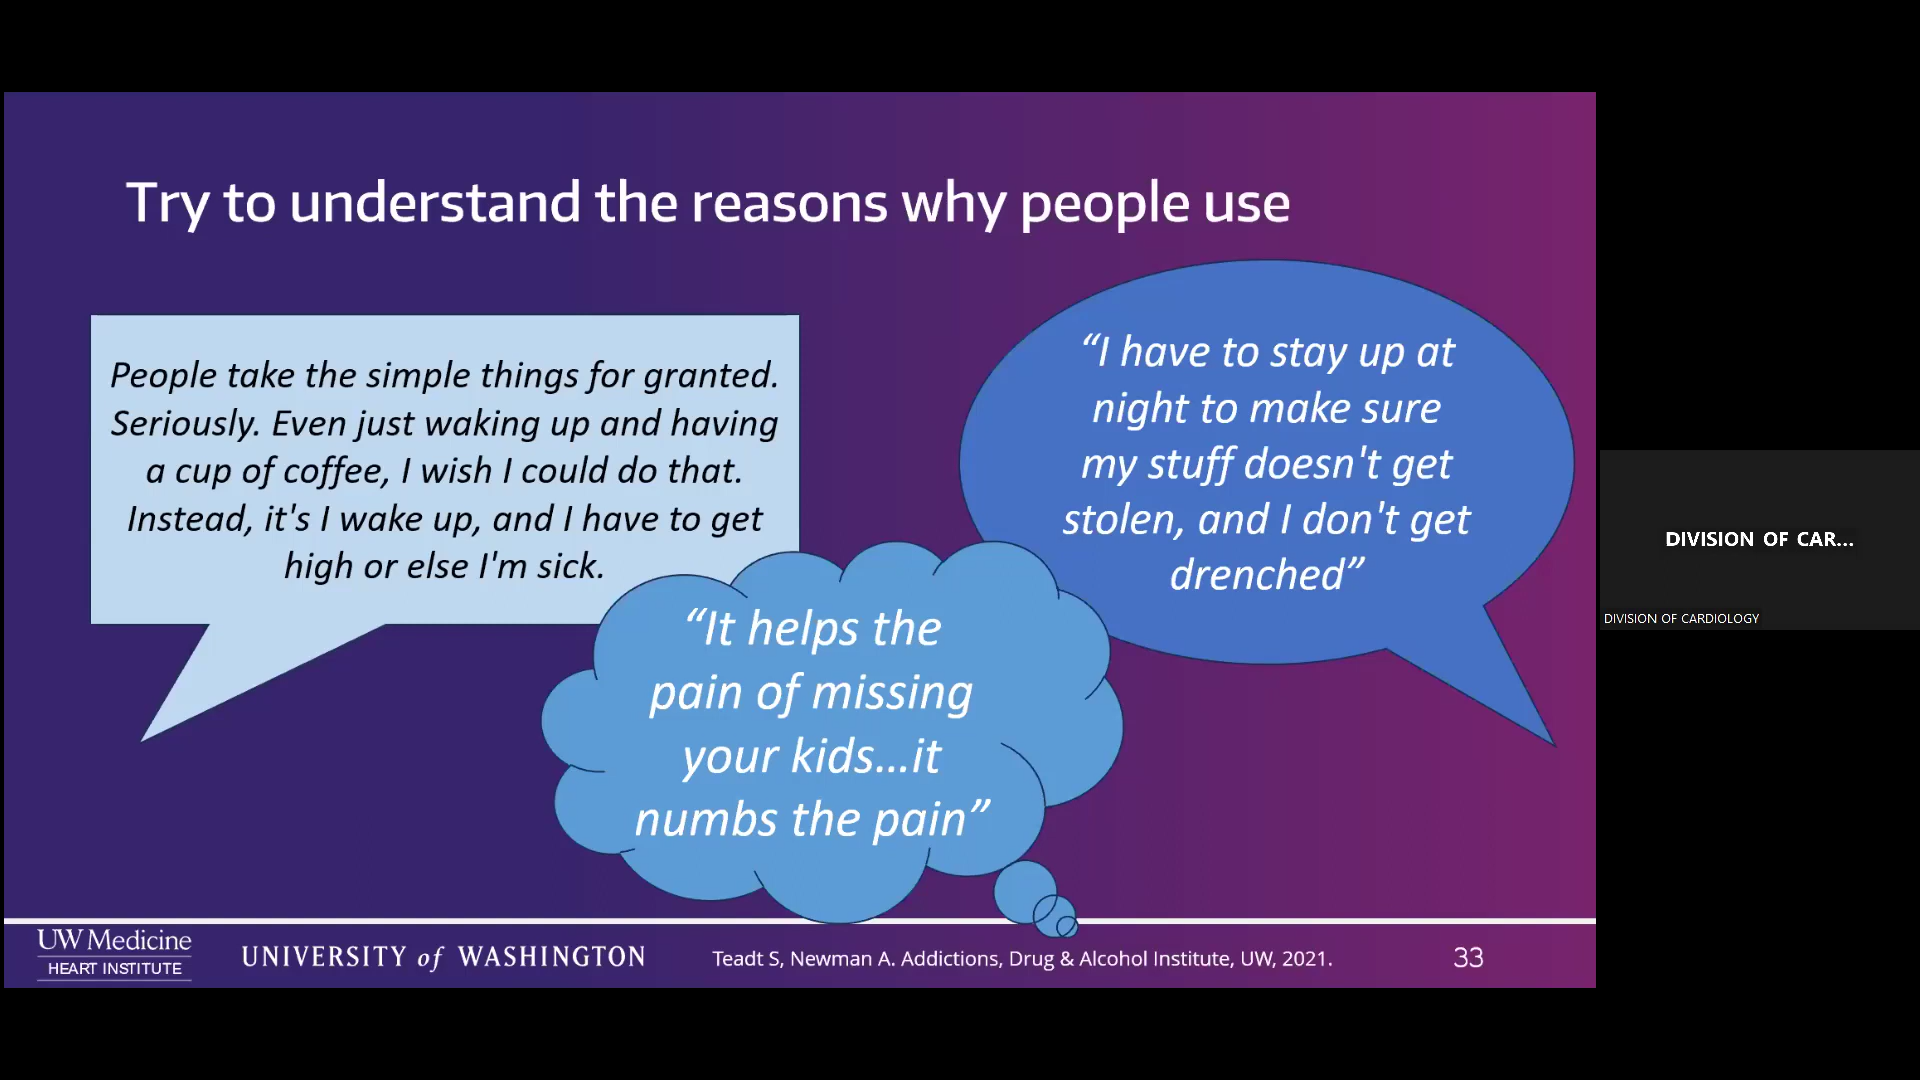 Try to understand the reasons why people use
People take the simple things for granted.
Seriously. Even just waking up and having
a cup of coffee, I wish I could do that.
Instead, it's I wake up, and I have to get
high or else I'm sick.
“I have to stay up at
night to make sure
my stuff doesn't get
stolen, and I don't get
drenched”
“It helps the
pain of missing
your kids...it
numbs the pain”
UW Medicine
HEART INSTITUTE
UNIVERSITY of WASHINGTON
Teadt S, Newman A. Addictions, Drug & Alcohol Institute, UW, 2021.
33
DIVISION OF CAR...
DIVISION OF CARDIOLOGY